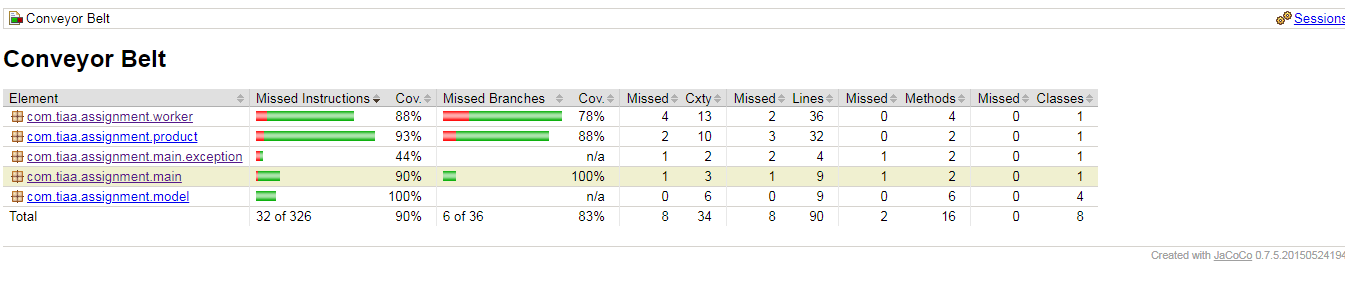 Conveyor Belt Sessions
Conveyor Belt
Element Missed Instructions Cov. Missed Branches Cov. Missed Cxty Missed Lines Missed Methods Missed Classes
com.tiaa.assignment.worker 88% 78% 4 13 2 36 0 4 0 1
com.tiaa.assignment.product 93% 88% 2 10 3 32 0 2 0 1
com.tiaa.assignment.main.exception 44% n/a 1 2 2 4 1 2 0 1
com.tiaa.assignment.main 90% 100% 1 3 1 9 1 2 0 1
com.tiaa.assignment.model 100% n/a 0 6 0 9 0 6 0 4
Total 32 of 326 90% 6 of 36 83% 8 34 8 90 2 16 0 8
Created with JaCoCo 0.7.5.20150524194